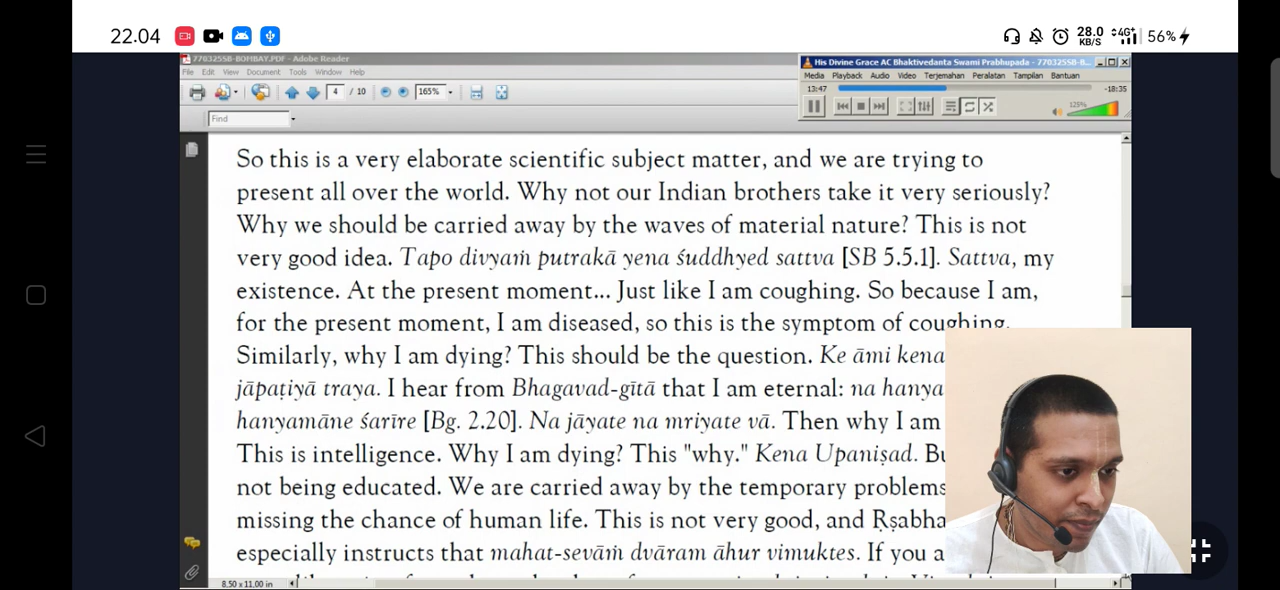 22.04
28.0
KB/S
4G+
56%
7703255B-BOMBAY.PDF - Adobe Reader
File Edit View Document Tools Window Help
4 / 10
165%
Find
His Divine Grace AC Bhaktivedanta Swami Prabhupada - 7703255B-B...
Media Playback Audio Video Terjemahan Peralatan Tampilan Bantuan
13:47
-18:35
125%
So this is a very elaborate scientific subject matter, and we are trying to
present all over the world. Why not our Indian brothers take it very seriously?
Why we should be carried away by the waves of material nature? This is not
very good idea. Tapo divyaṁ putrakā yena śuddhyed sattva [SB 5.5.1]. Sattva, my
existence. At the present moment... Just like I am coughing. So because I am,
for the present moment, I am diseased, so this is the symptom of coughing.
Similarly, why I am dying? This should be the question. Ke āmi kena
jāpaṭiyā traya. I hear from Bhagavad-gītā that I am eternal: na hanya
hanyamāne śarīre [Bg. 2.20]. Na jāyate na mriyate vā. Then why I am
This is intelligence. Why I am dying? This "why." Kena Upaniṣad. Bu
not being educated. We are carried away by the temporary problems
missing the chance of human life. This is not very good, and Ṛṣabha
especially instructs that mahat-sevāṁ dvāram āhur vimuktes. If you a
8,50 x 11,00 in